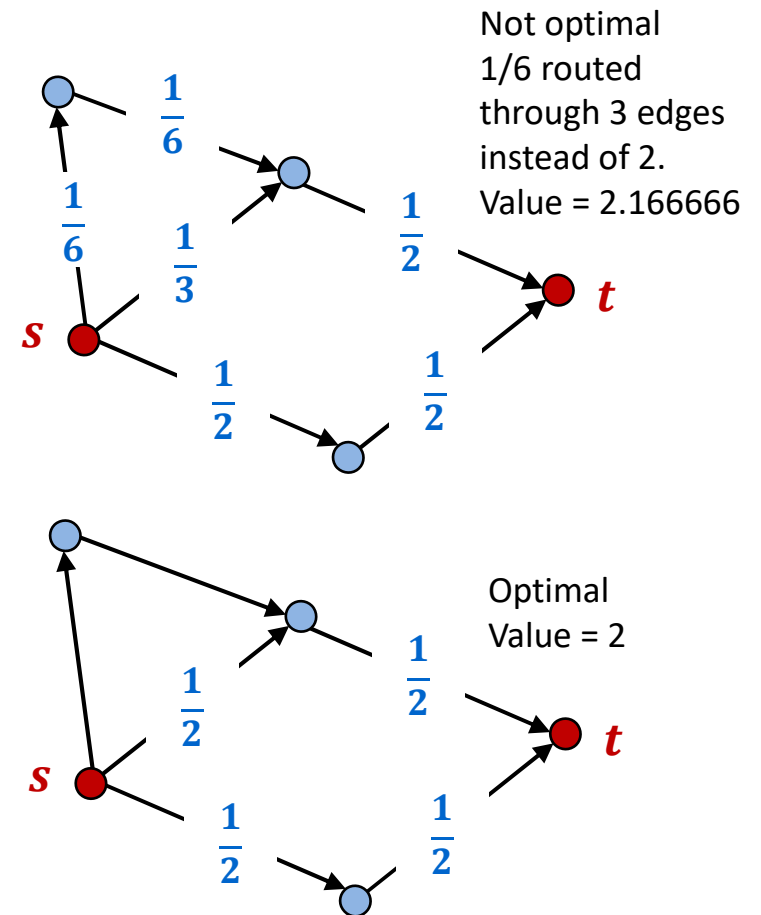 Not optimal
1/6 routed
through 3 edges
instead of 2.
Value = 2.166666
1/6
1/6
1/3
1/2
t
s
1/2
1/2
Optimal
Value = 2
1/2
1/2
t
s
1/2
1/2